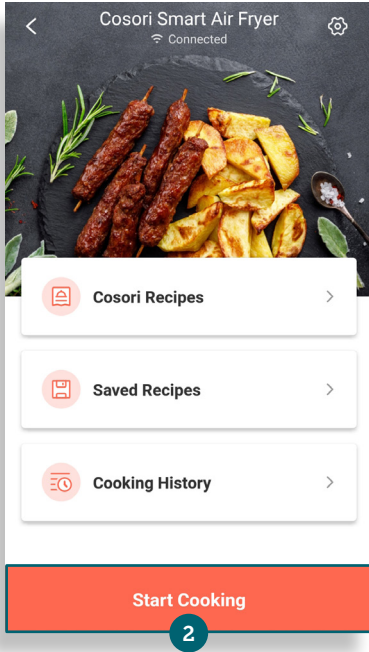 Cosori Smart Air Fryer
Connected
Cosori Recipes
Saved Recipes
Cooking History
Start Cooking
2